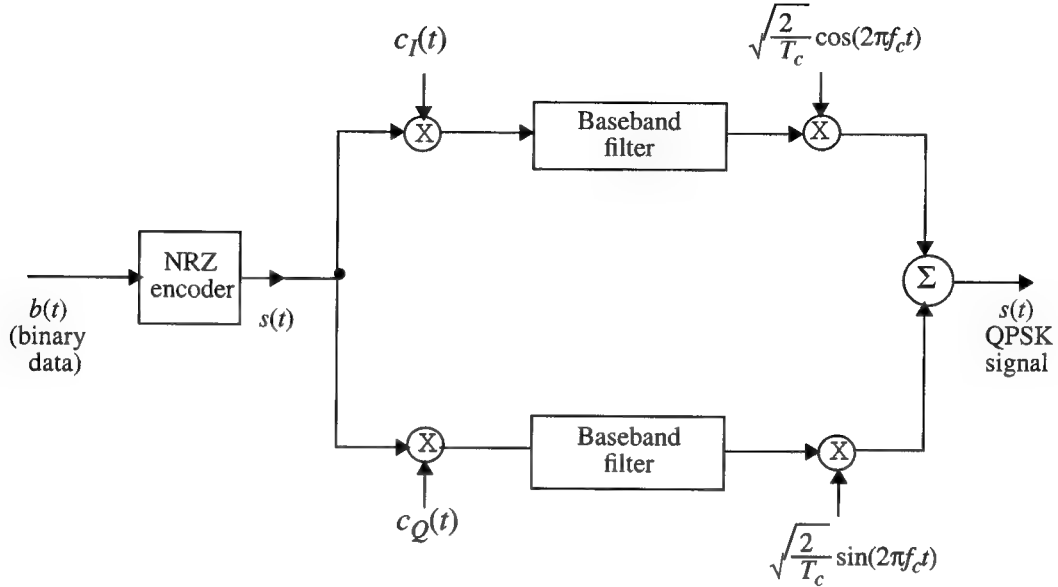 c_I(t)
√(2/T_c) cos(2πf_c t)
X
Baseband
filter
X
NRZ
encoder
b(t)
(binary
data)
s(t)
Σ
s(t)
QPSK
signal
X
Baseband
filter
X
c_Q(t)
√(2/T_c) sin(2πf_c t)